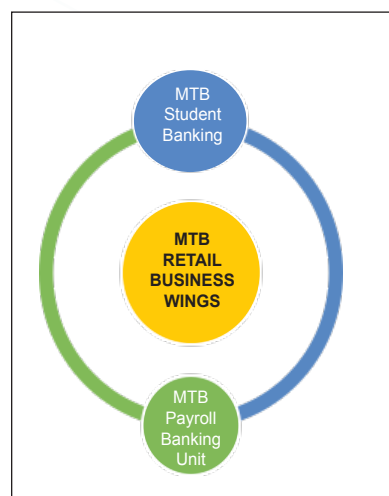 MTB
Student
Banking
MTB
RETAIL
BUSINESS
WINGS
MTB
Payroll
Banking
Unit